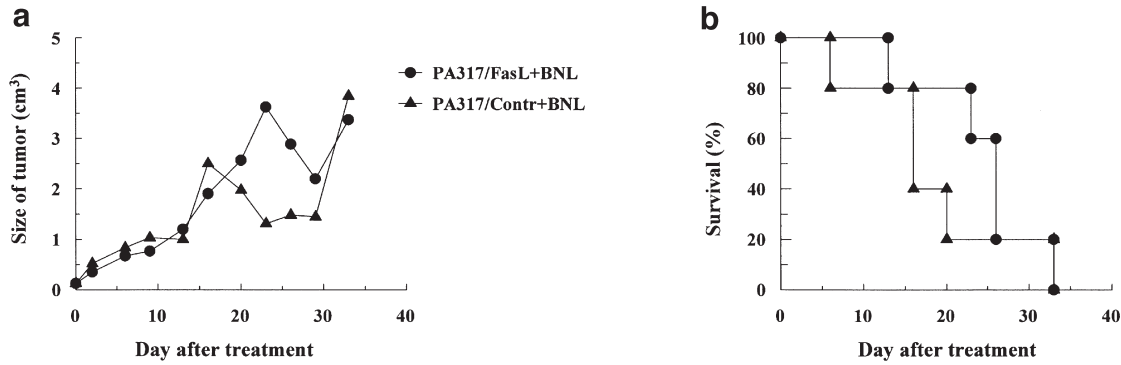 a
5
4
3
2
1
0
Size of tumor (cm³)
0 10 20 30 40
Day after treatment
PA317/FasL+BNL
PA317/Contr+BNL
b
100
80
60
40
20
0
Survival (%)
0 10 20 30 40
Day after treatment